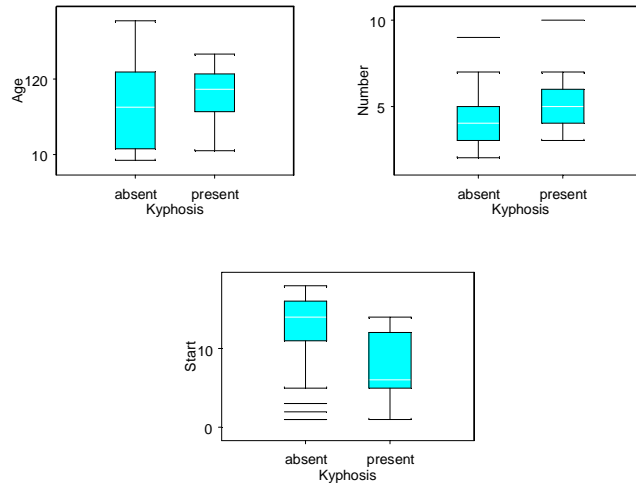 Age
120
10
absent present
Kyphosis
Number
10
5
absent present
Kyphosis
Start
10
0
absent present
Kyphosis